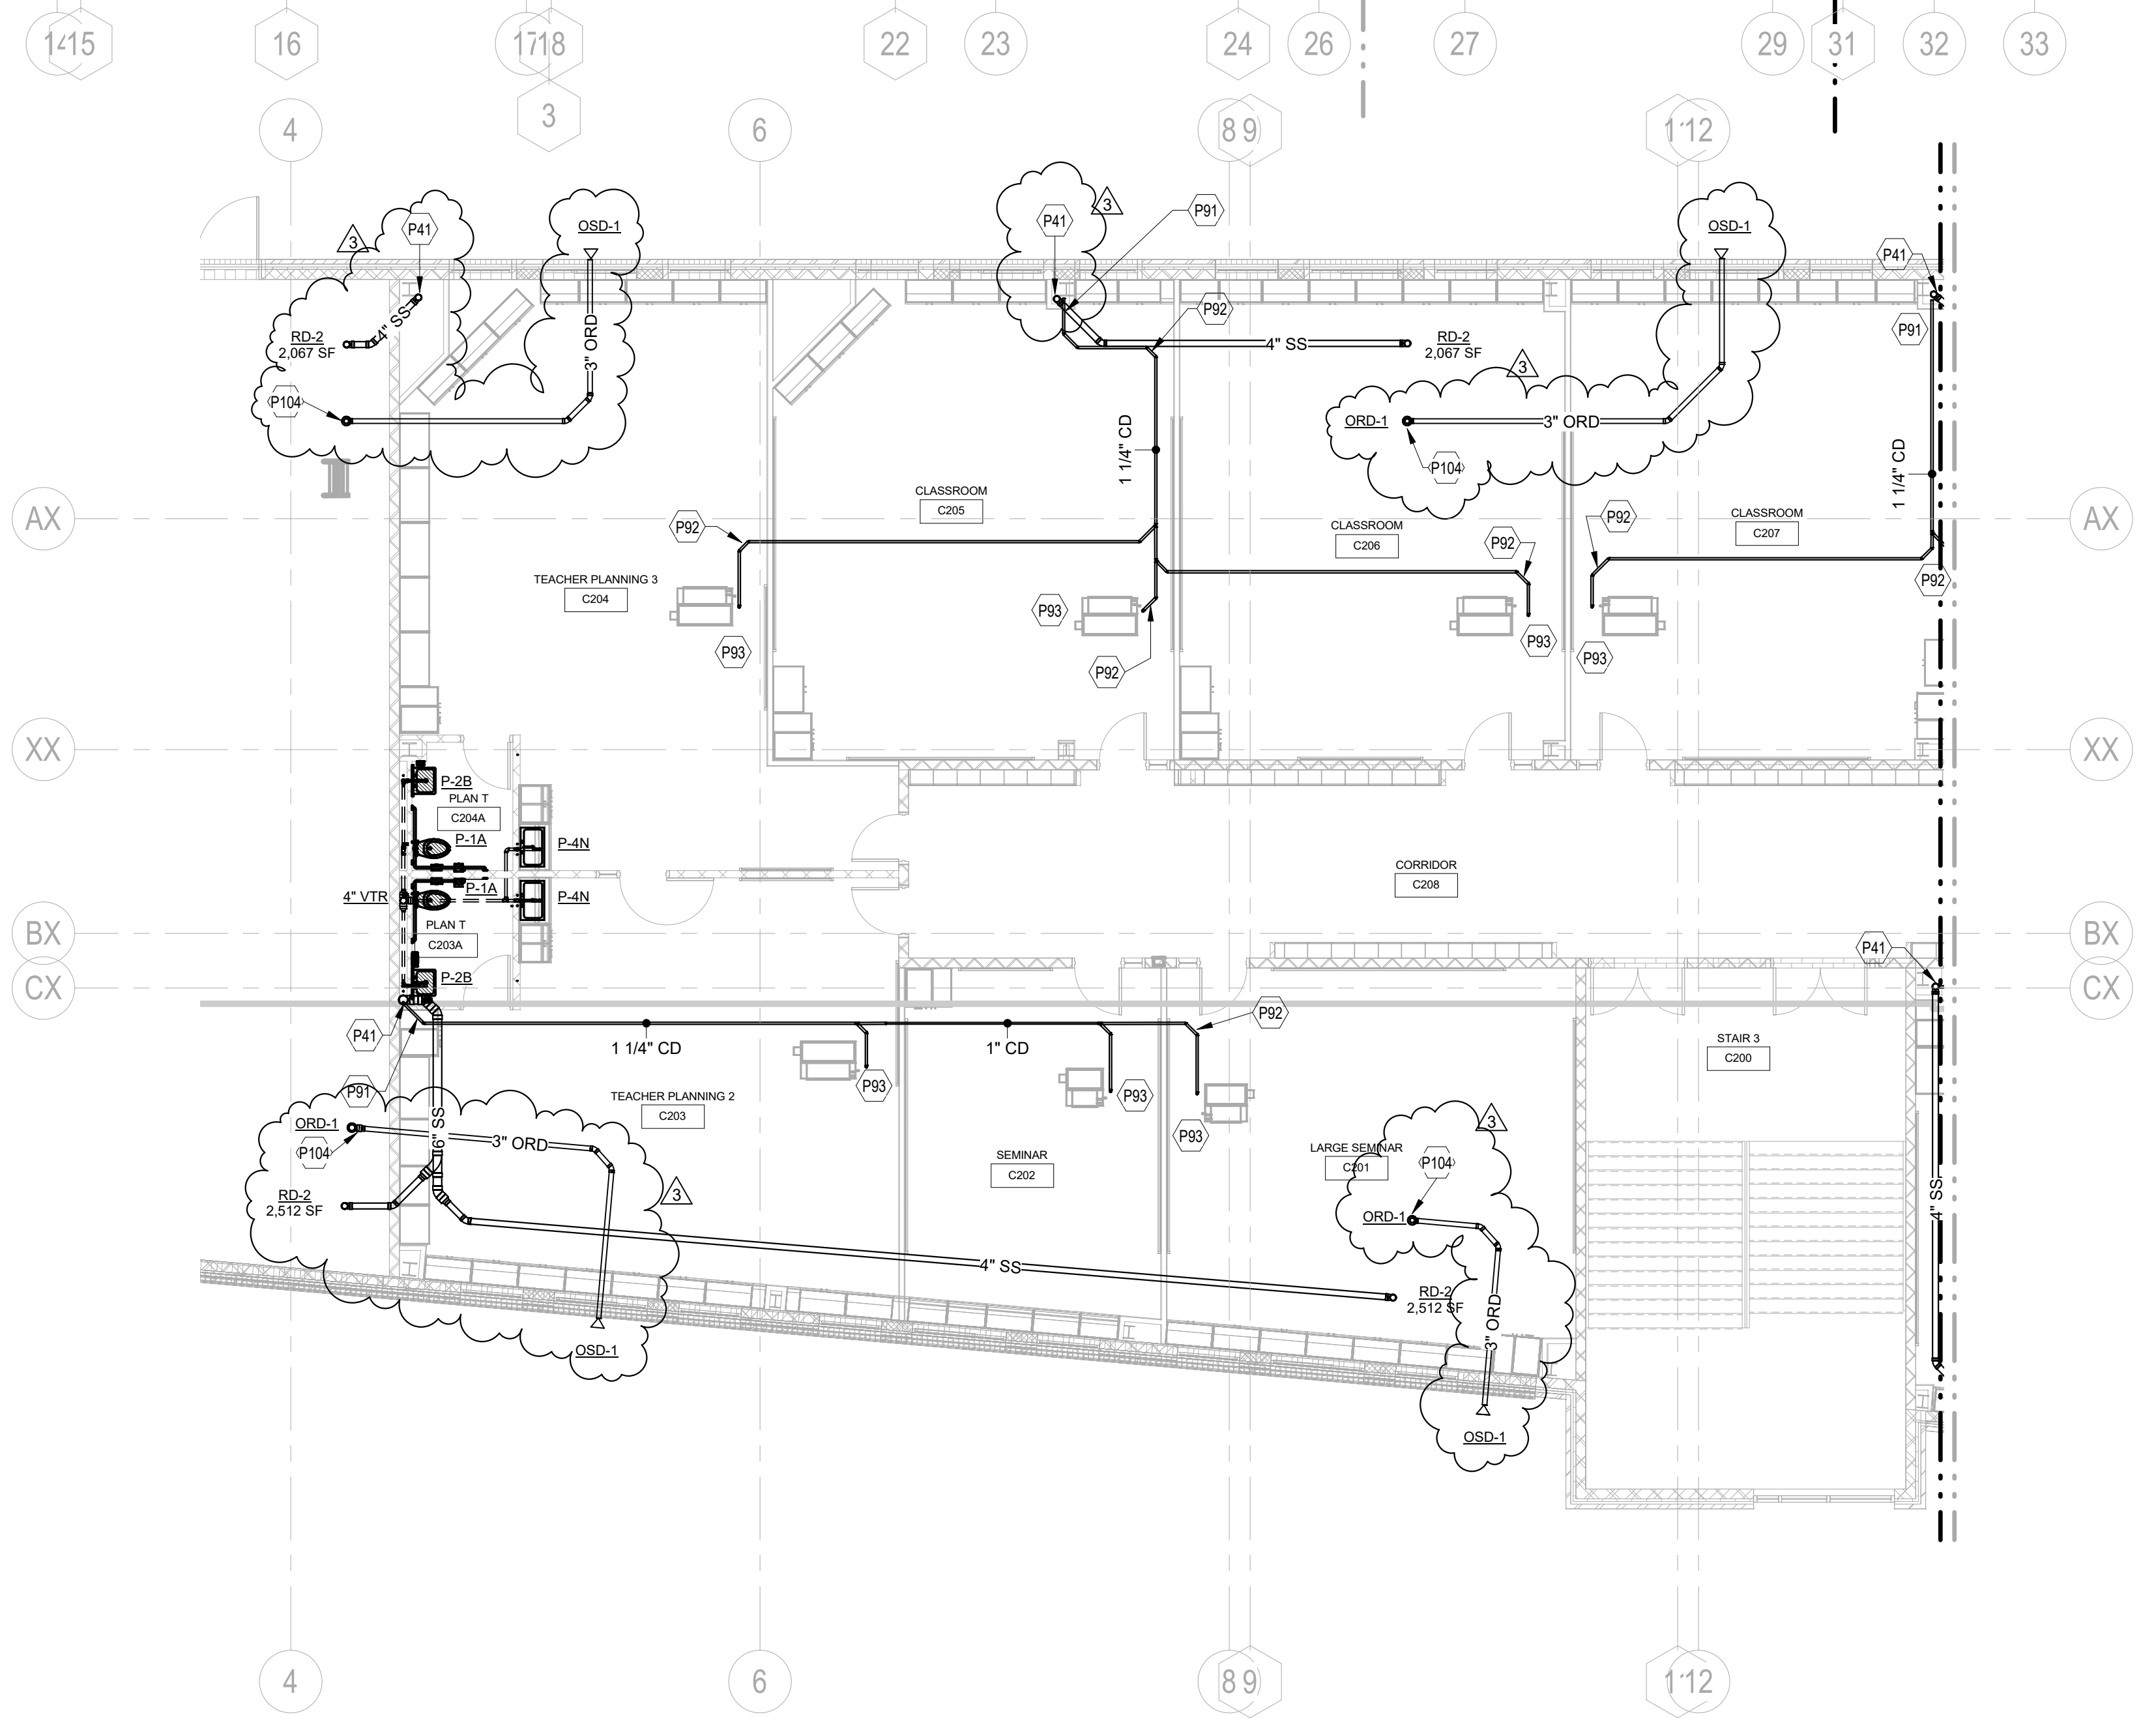 14 15 16 17 18 22 23 24 26 27 29 31 32 33
3
4 6 8 9 11 12
3
P41
OSD-1
P41
3
P91
OSD-1
P41
4" SS
RD-2
2,067 SF
3" ORD
P92
4" SS
RD-2
2,067 SF
P91
3
P104
ORD-1
3" ORD
P104
1 1/4" CD
1 1/4" CD
AX
CLASSROOM
C205
P92
CLASSROOM
C206
P92
P92
CLASSROOM
C207
AX
TEACHER PLANNING 3
C204
P92
P93
P93
P93
P93
P92
XX
XX
P-2B
PLAN T
C204A
P-1A
P-4N
CORRIDOR
C208
4" VTR
P-1A
P-4N
PLAN T
C203A
BX
P41
BX
P-2B
CX
CX
P41
1 1/4" CD
1" CD
P92
STAIR 3
C200
P91
P93
P93
TEACHER PLANNING 2
C203
6" SS
ORD-1
P104
3" ORD
P93
3
LARGE SEMINAR
C201
P104
SEMINAR
C202
RD-2
2,512 SF
3
ORD-1
4" SS
4" SS
RD-2
2,512 SF
3" ORD
OSD-1
OSD-1
4 6 8 9 11 12